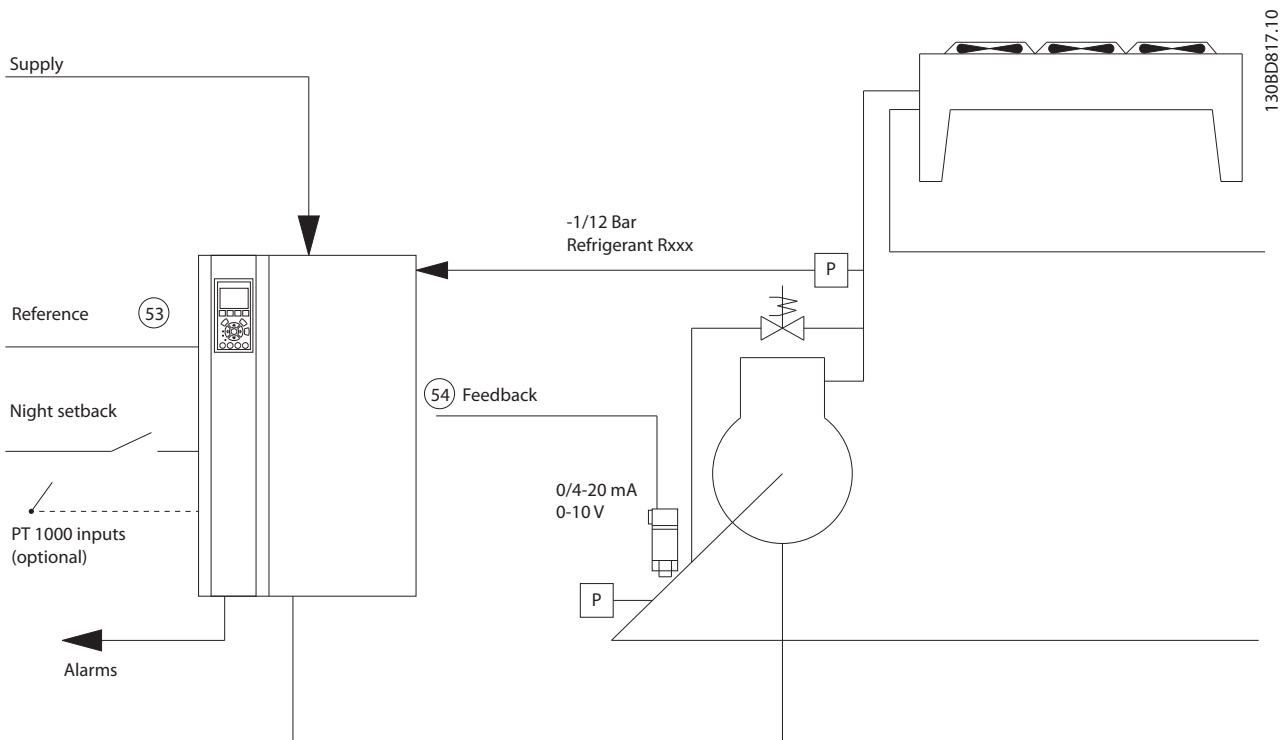 130BD817.10
Supply
-1/12 Bar
Refrigerant Rxxx
P
Reference
53
54 Feedback
Night setback
0/4-20 mA
0-10 V
PT 1000 inputs
(optional)
P
Alarms